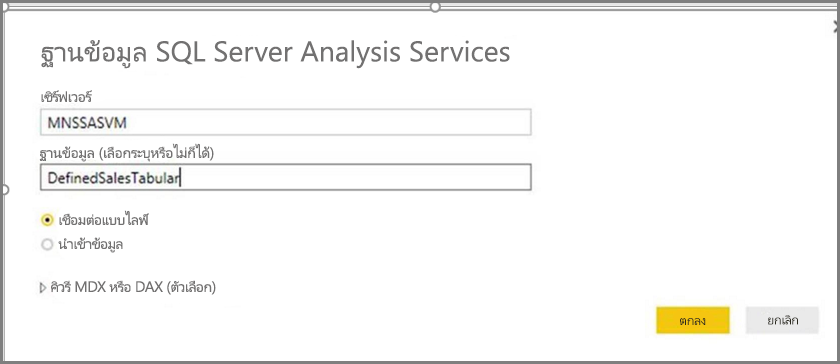 ฐานข้อมูล SQL Server Analysis Services
เซิร์ฟเวอร์
MNSSASVM
ฐานข้อมูล (เลือกระบุหรือไม่ก็ได้)
DefinedSalesTabular
เชื่อมต่อแบบไลฟ์
นำเข้าข้อมูล
คิวรี MDX หรือ DAX (ตัวเลือก)
ตกลง ยกเลิก